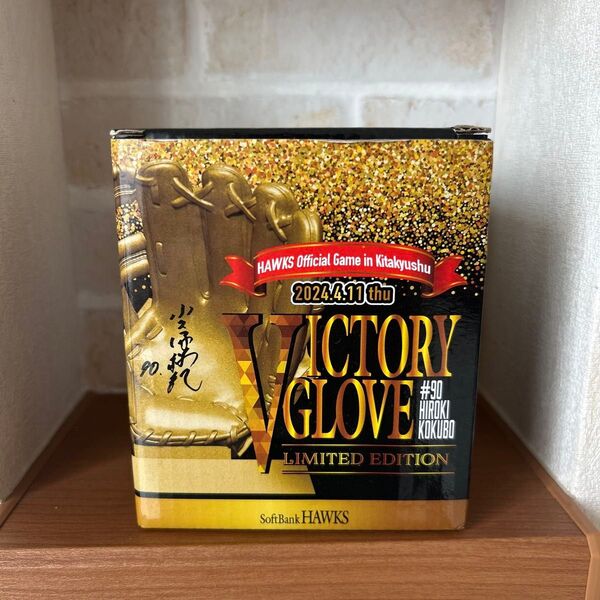 HAWKS Official Game in Kitakyushu
2024.4.11 thu
VICTORY
GLOVE
#90
HIROKI
KOKUBO
LIMITED EDITION
90
SoftBank HAWKS